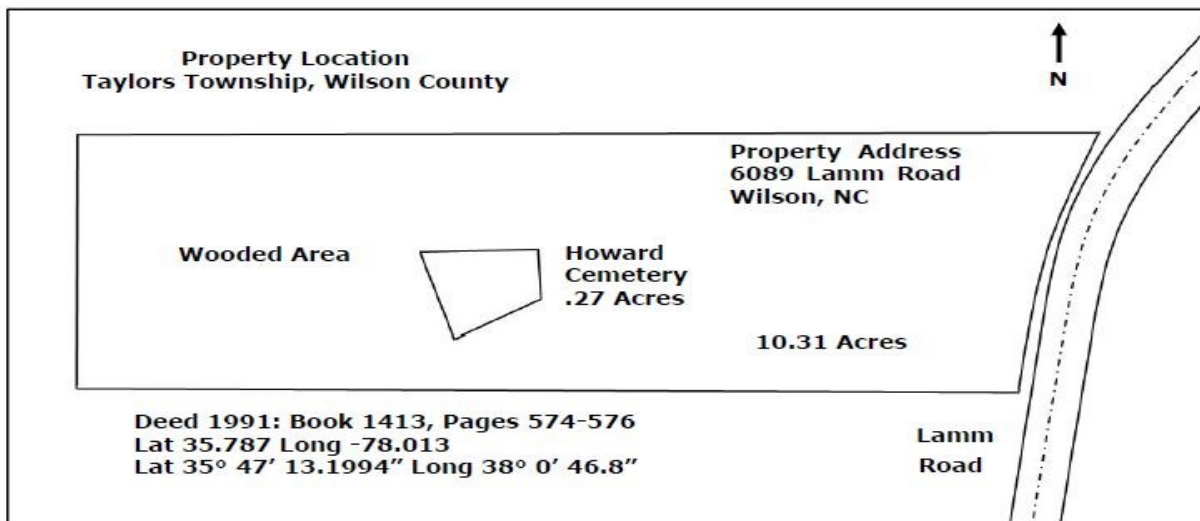 Property Location
Taylors Township, Wilson County
N
Property Address
6089 Lamm Road
Wilson, NC
Wooded Area
Howard
Cemetery
.27 Acres
10.31 Acres
Deed 1991: Book 1413, Pages 574-576
Lat 35.787 Long -78.013
Lat 35º 47’ 13.1994” Long 38º 0’ 46.8”
Lamm
Road